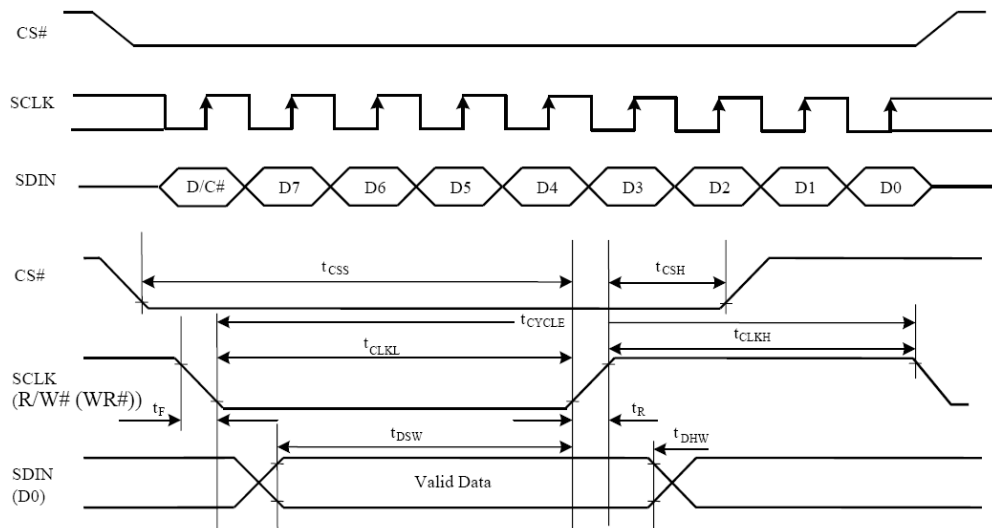 CS#
SCLK
SDIN
D/C# D7 D6 D5 D4 D3 D2 D1 D0
CS#
tCSS
tCSH
tCYCLE
tCLKL
tCLKH
SCLK
(R/W# (WR#))
tF
tR
tDSW
tDHW
SDIN
(D0)
Valid Data